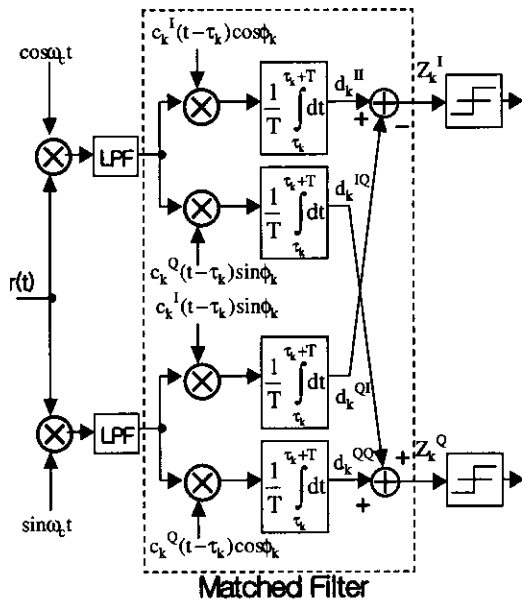 c_k^I(t−τ_k)cosϕ_k
cosω_c t
LPF
1/T ∫_{τ_k}^{τ_k+T} dt
d_k^{II}
+
−
Z_k^I
1/T ∫_{τ_k}^{τ_k+T} dt
d_k^{IQ}
c_k^Q(t−τ_k)sinϕ_k
r(t)
c_k^I(t−τ_k)sinϕ_k
1/T ∫_{τ_k}^{τ_k+T} dt
d_k^{QI}
LPF
1/T ∫_{τ_k}^{τ_k+T} dt
d_k^{QQ}
+
+
Z_k^Q
sinω_c t
c_k^Q(t−τ_k)cosϕ_k
Matched Filter